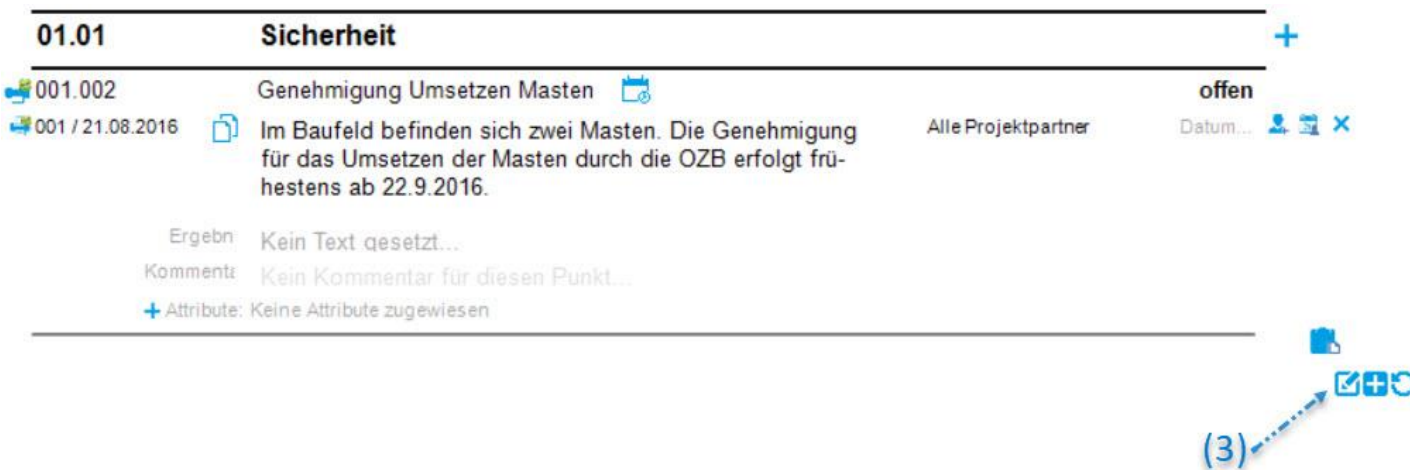 01.01 Sicherheit
001.002 Genehmigung Umsetzen Masten offen
001 / 21.08.2016 Im Baufeld befinden sich zwei Masten. Die Genehmigung Alle Projektpartner Datum...
für das Umsetzen der Masten durch die OZB erfolgt frü-
hestens ab 22.9.2016.
Ergebn Kein Text gesetzt...
Kommenta Kein Kommentar für diesen Punkt...
Attribute: Keine Attribute zugewiesen
(3)